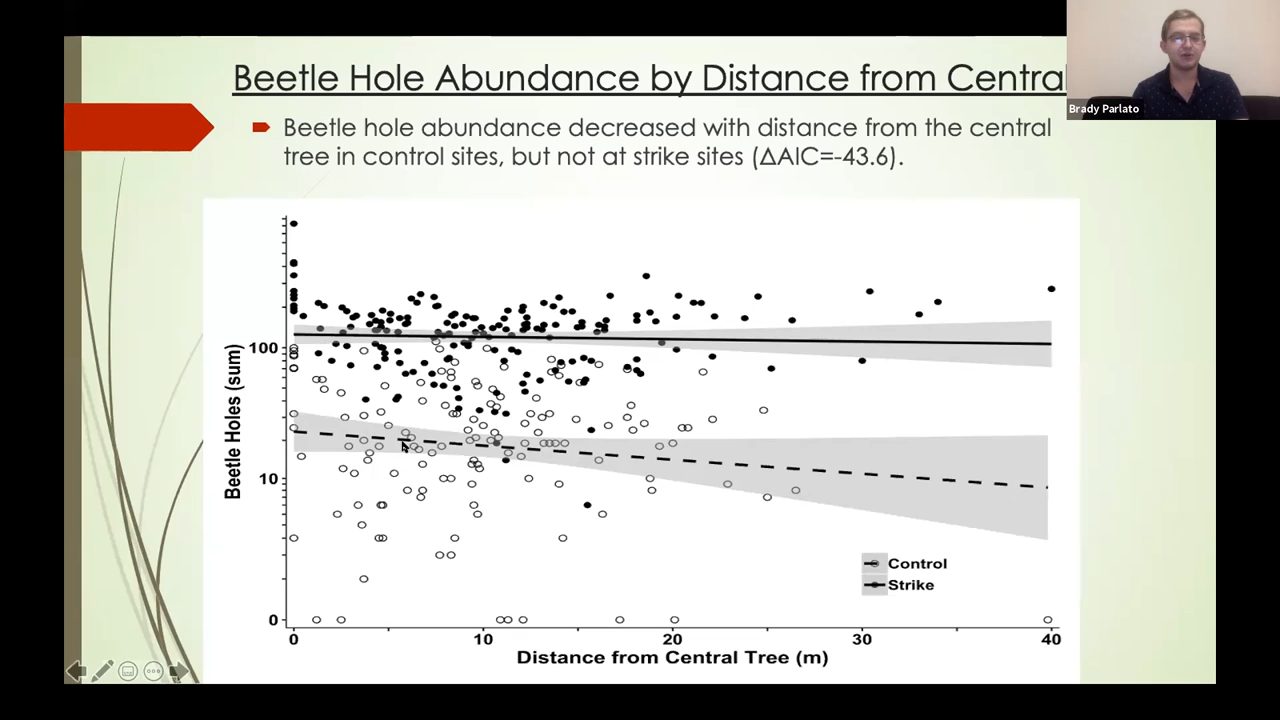 Beetle Hole Abundance by Distance from Central
Brady Parlato
Beetle hole abundance decreased with distance from the central
tree in control sites, but not at strike sites (ΔAIC=-43.6).
Beetle Holes (sum)
100
10
0
Control
Strike
0 10 20 30 40
Distance from Central Tree (m)